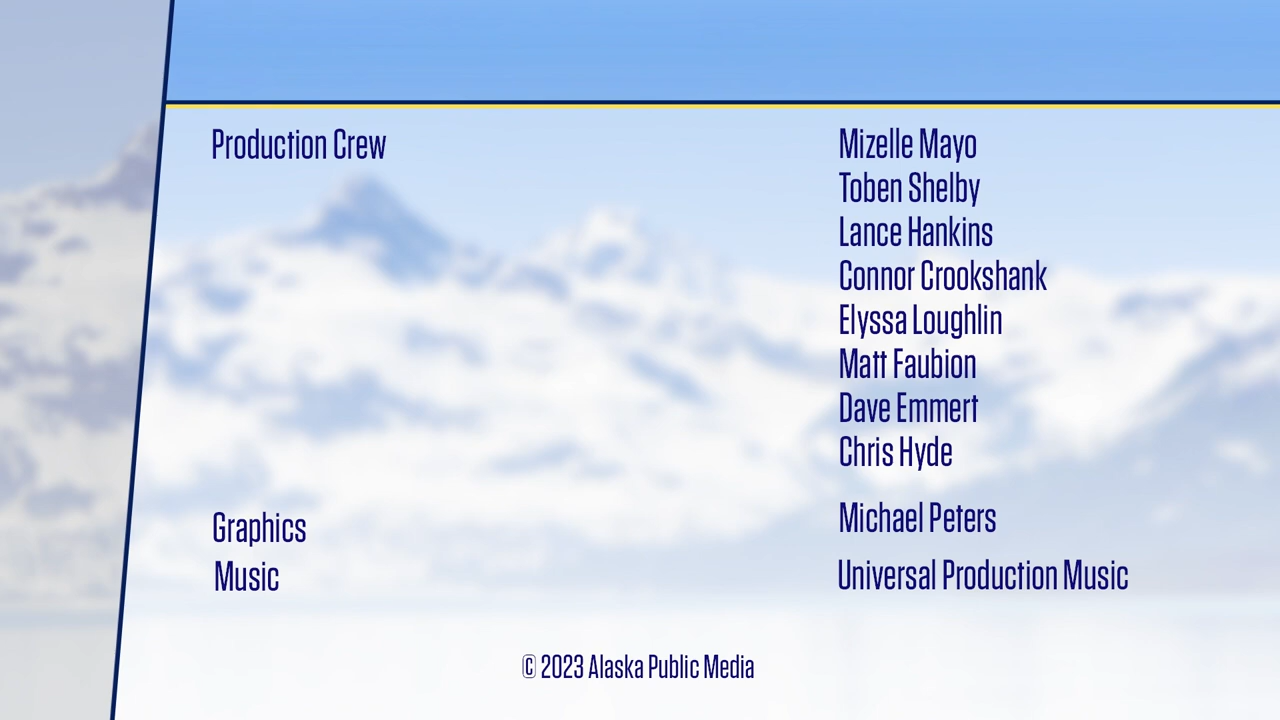 Production Crew Mizelle Mayo
Toben Shelby
Lance Hankins
Connor Crookshank
Elyssa Loughlin
Matt Faubion
Dave Emmert
Chris Hyde
Graphics Michael Peters
Music Universal Production Music
© 2023 Alaska Public Media